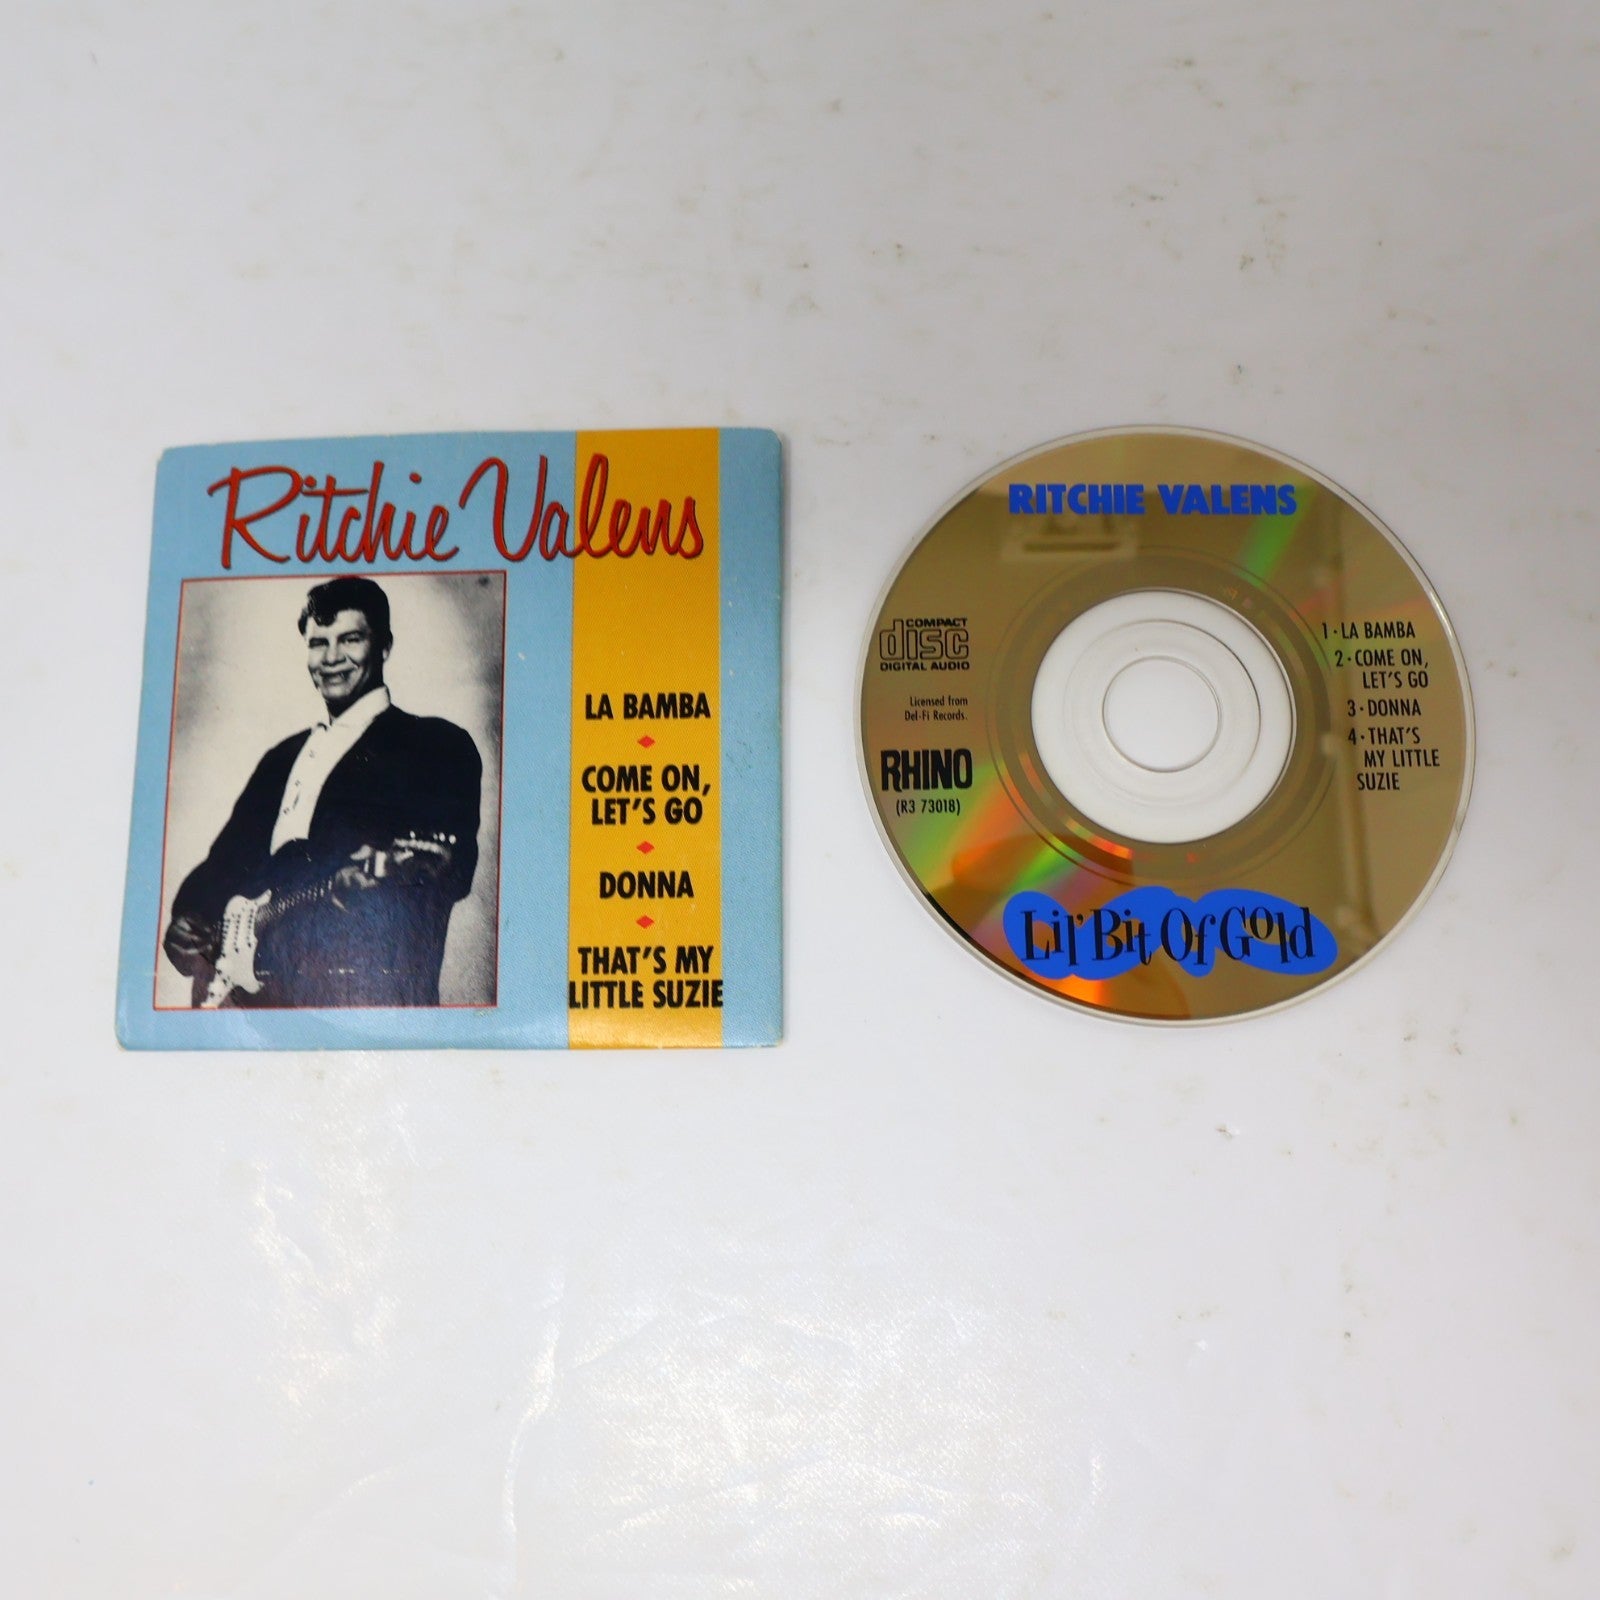 Ritchie Valens
LA BAMBA
COME ON,
LET'S GO
DONNA
THAT'S MY
LITTLE SUZIE
RITCHIE VALENS
COMPACT
disc
DIGITAL AUDIO
Licensed from
Del-Fi Records.
RHINO
(R3 73018)
1 · LA BAMBA
2 · COME ON,
LET'S GO
3 · DONNA
4 · THAT'S
MY LITTLE
SUZIE
Lil' Bit Of Gold